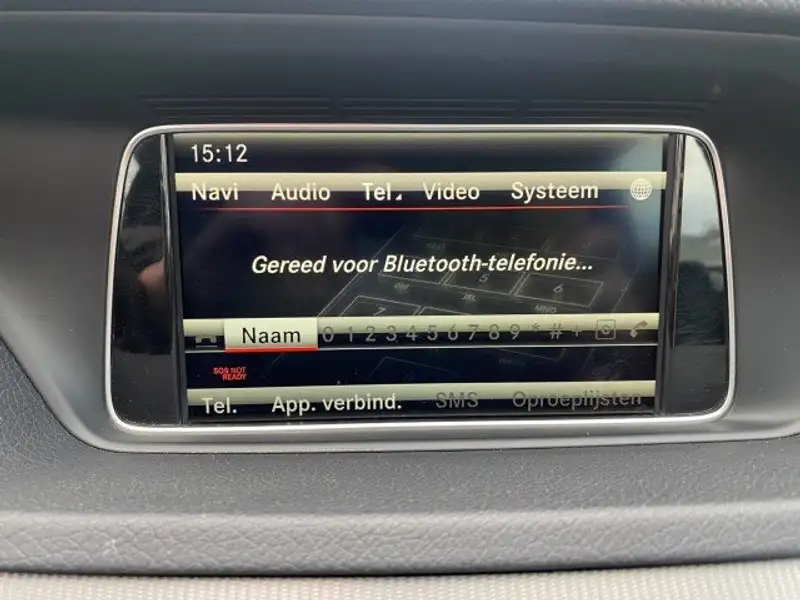 15:12
Navi Audio Tel. Video Systeem
Gereed voor Bluetooth-telefonie...
Naam 0 1 2 3 4 5 6 7 8 9 * # +
SOS NOT
READY
Tel. App. verbind. SMS Oproeplijsten